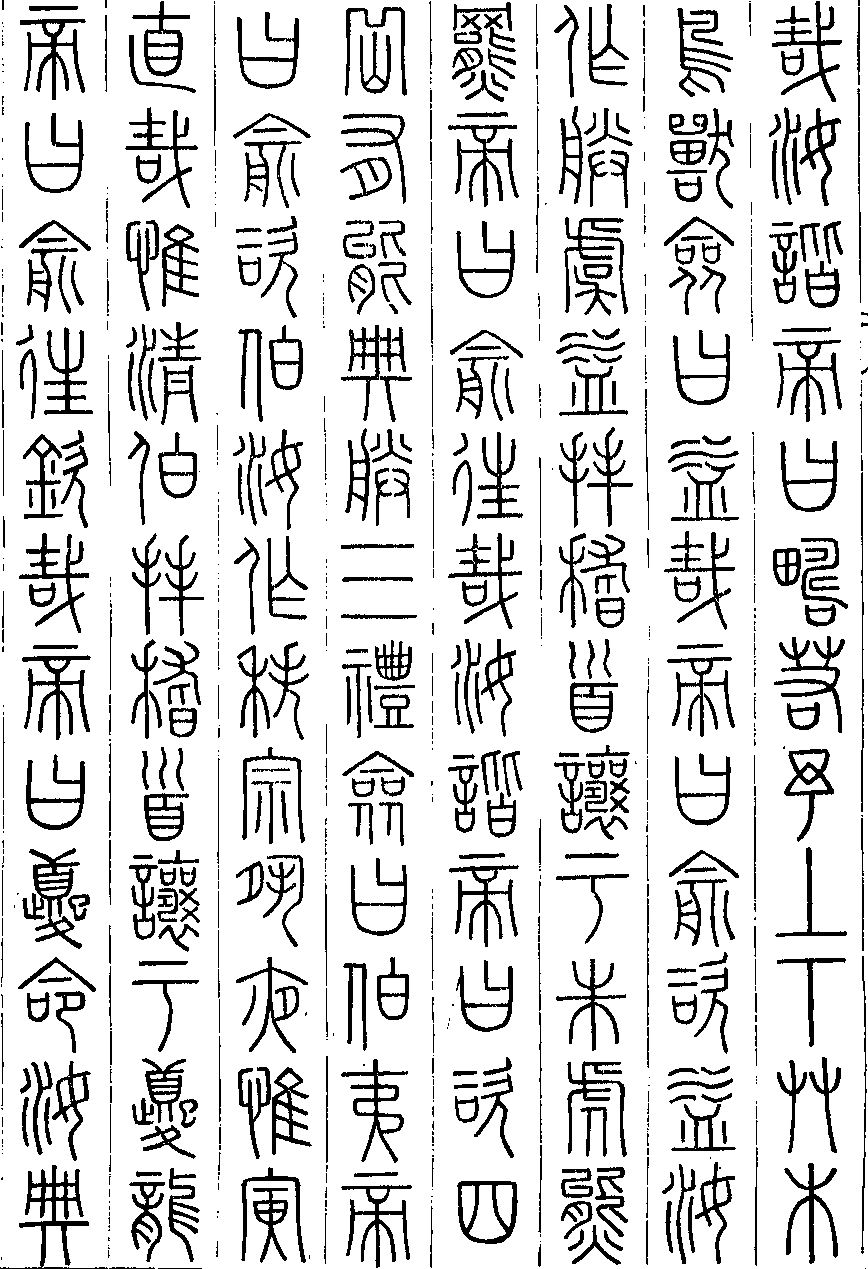 哉汝諧帝曰疇若予上下艸木
鳥獸僉曰益哉帝曰俞咨益汝
作朕虞益拜稽首讓于朱虎熊
羆帝曰俞往哉汝諧帝曰咨四
岳有能典朕三禮僉曰伯夷帝
曰俞咨伯汝作秩宗夙夜惟寅
直哉惟清伯拜稽首讓于夔龍
帝曰俞往欽哉帝曰夔命汝典